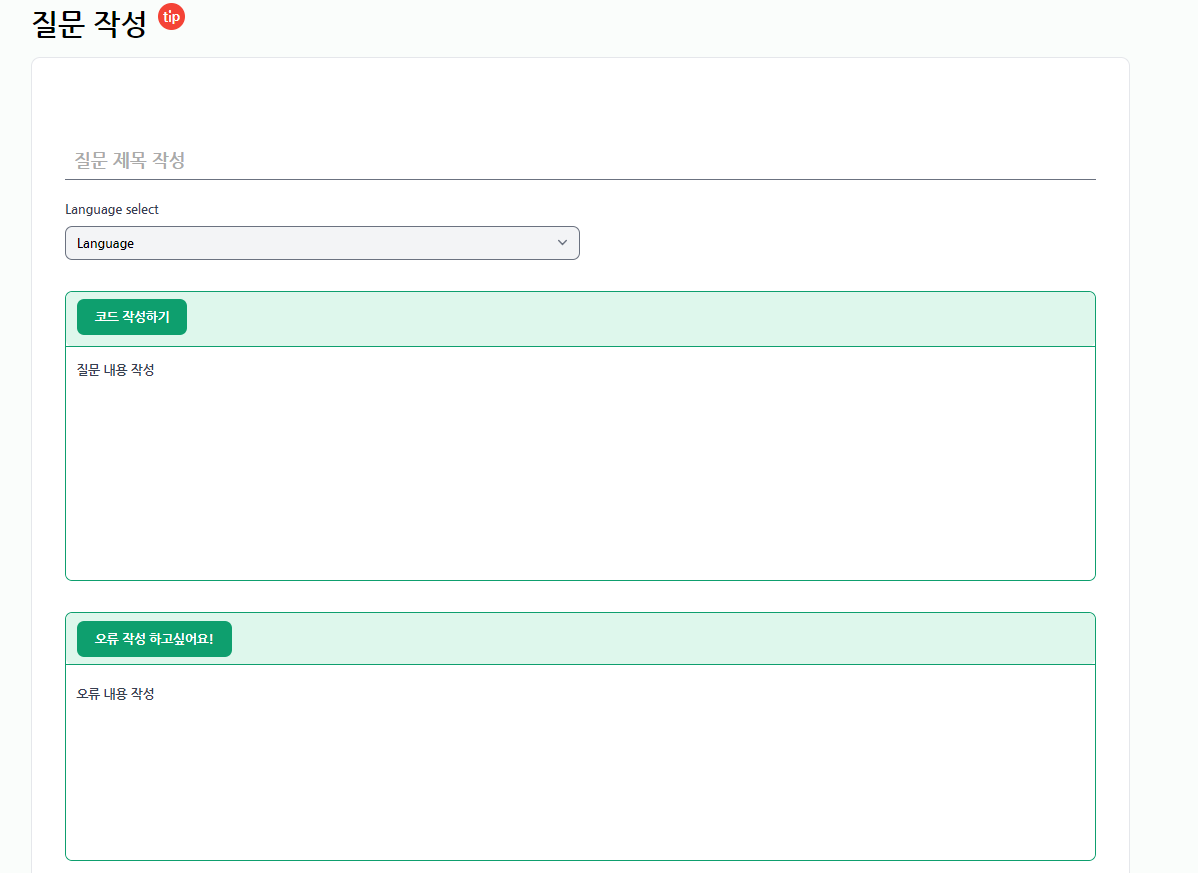 질문 작성 tip
질문 제목 작성
Language select
Language
코드 작성하기
질문 내용 작성
오류 작성 하고싶어요!
오류 내용 작성